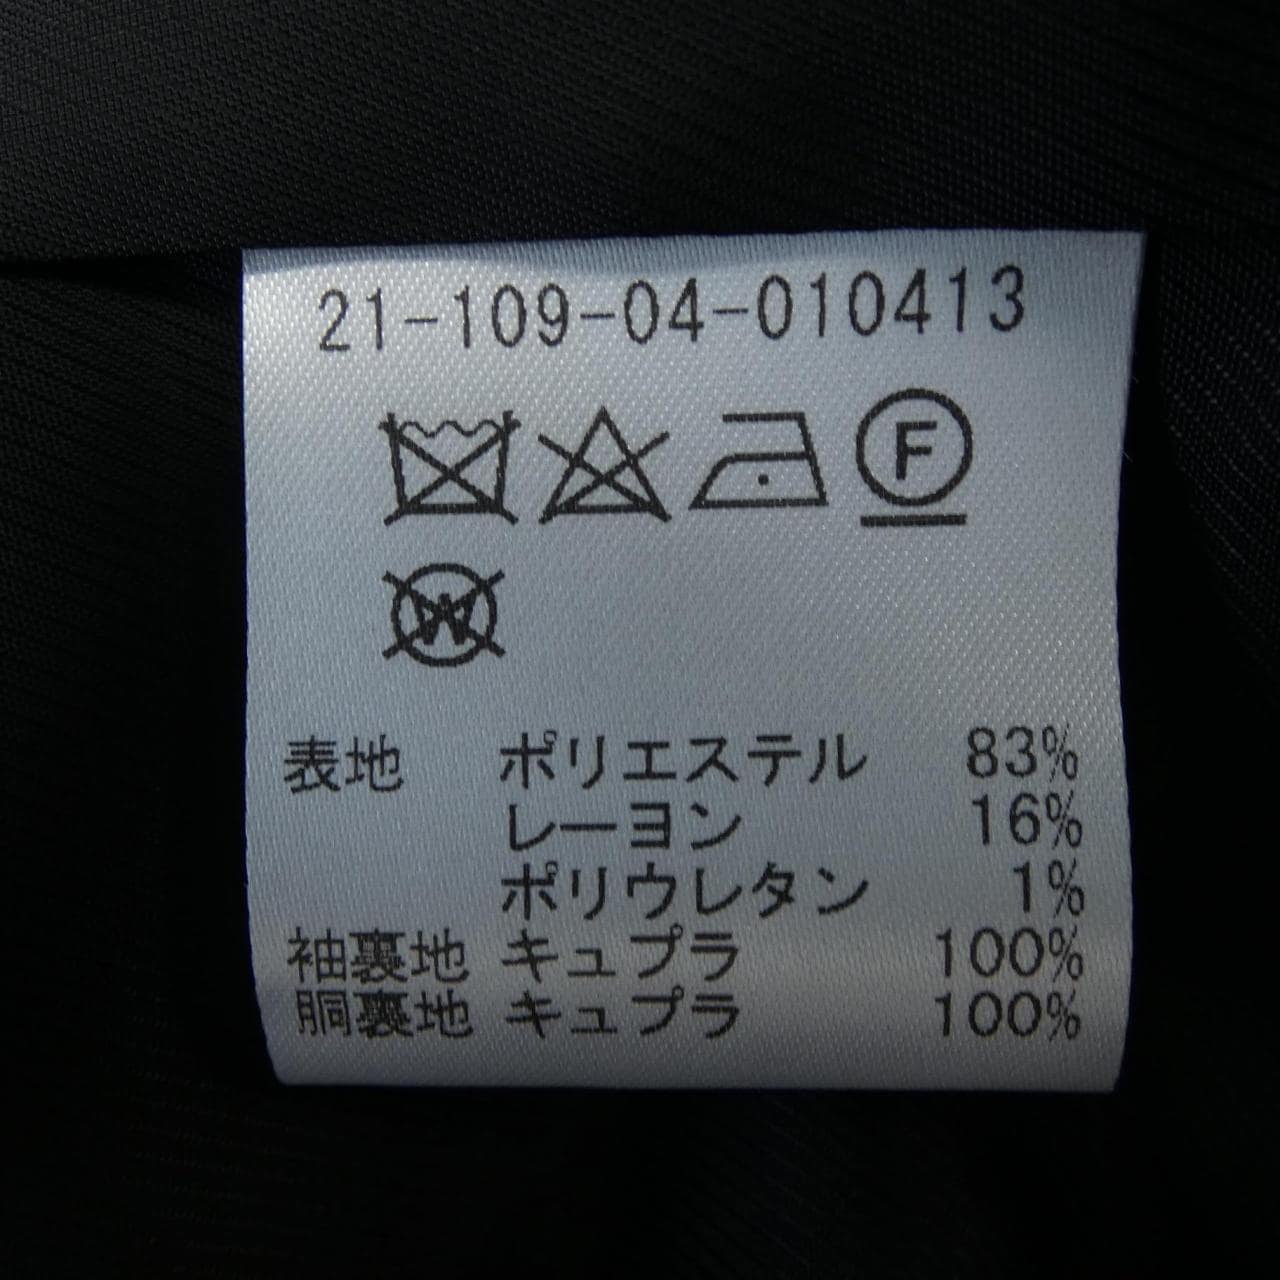 21-109-04-010413
F
W
表地 ポリエステル 83%
レーヨン 16%
ポリウレタン 1%
袖裏地 キュプラ 100%
胴裏地 キュプラ 100%